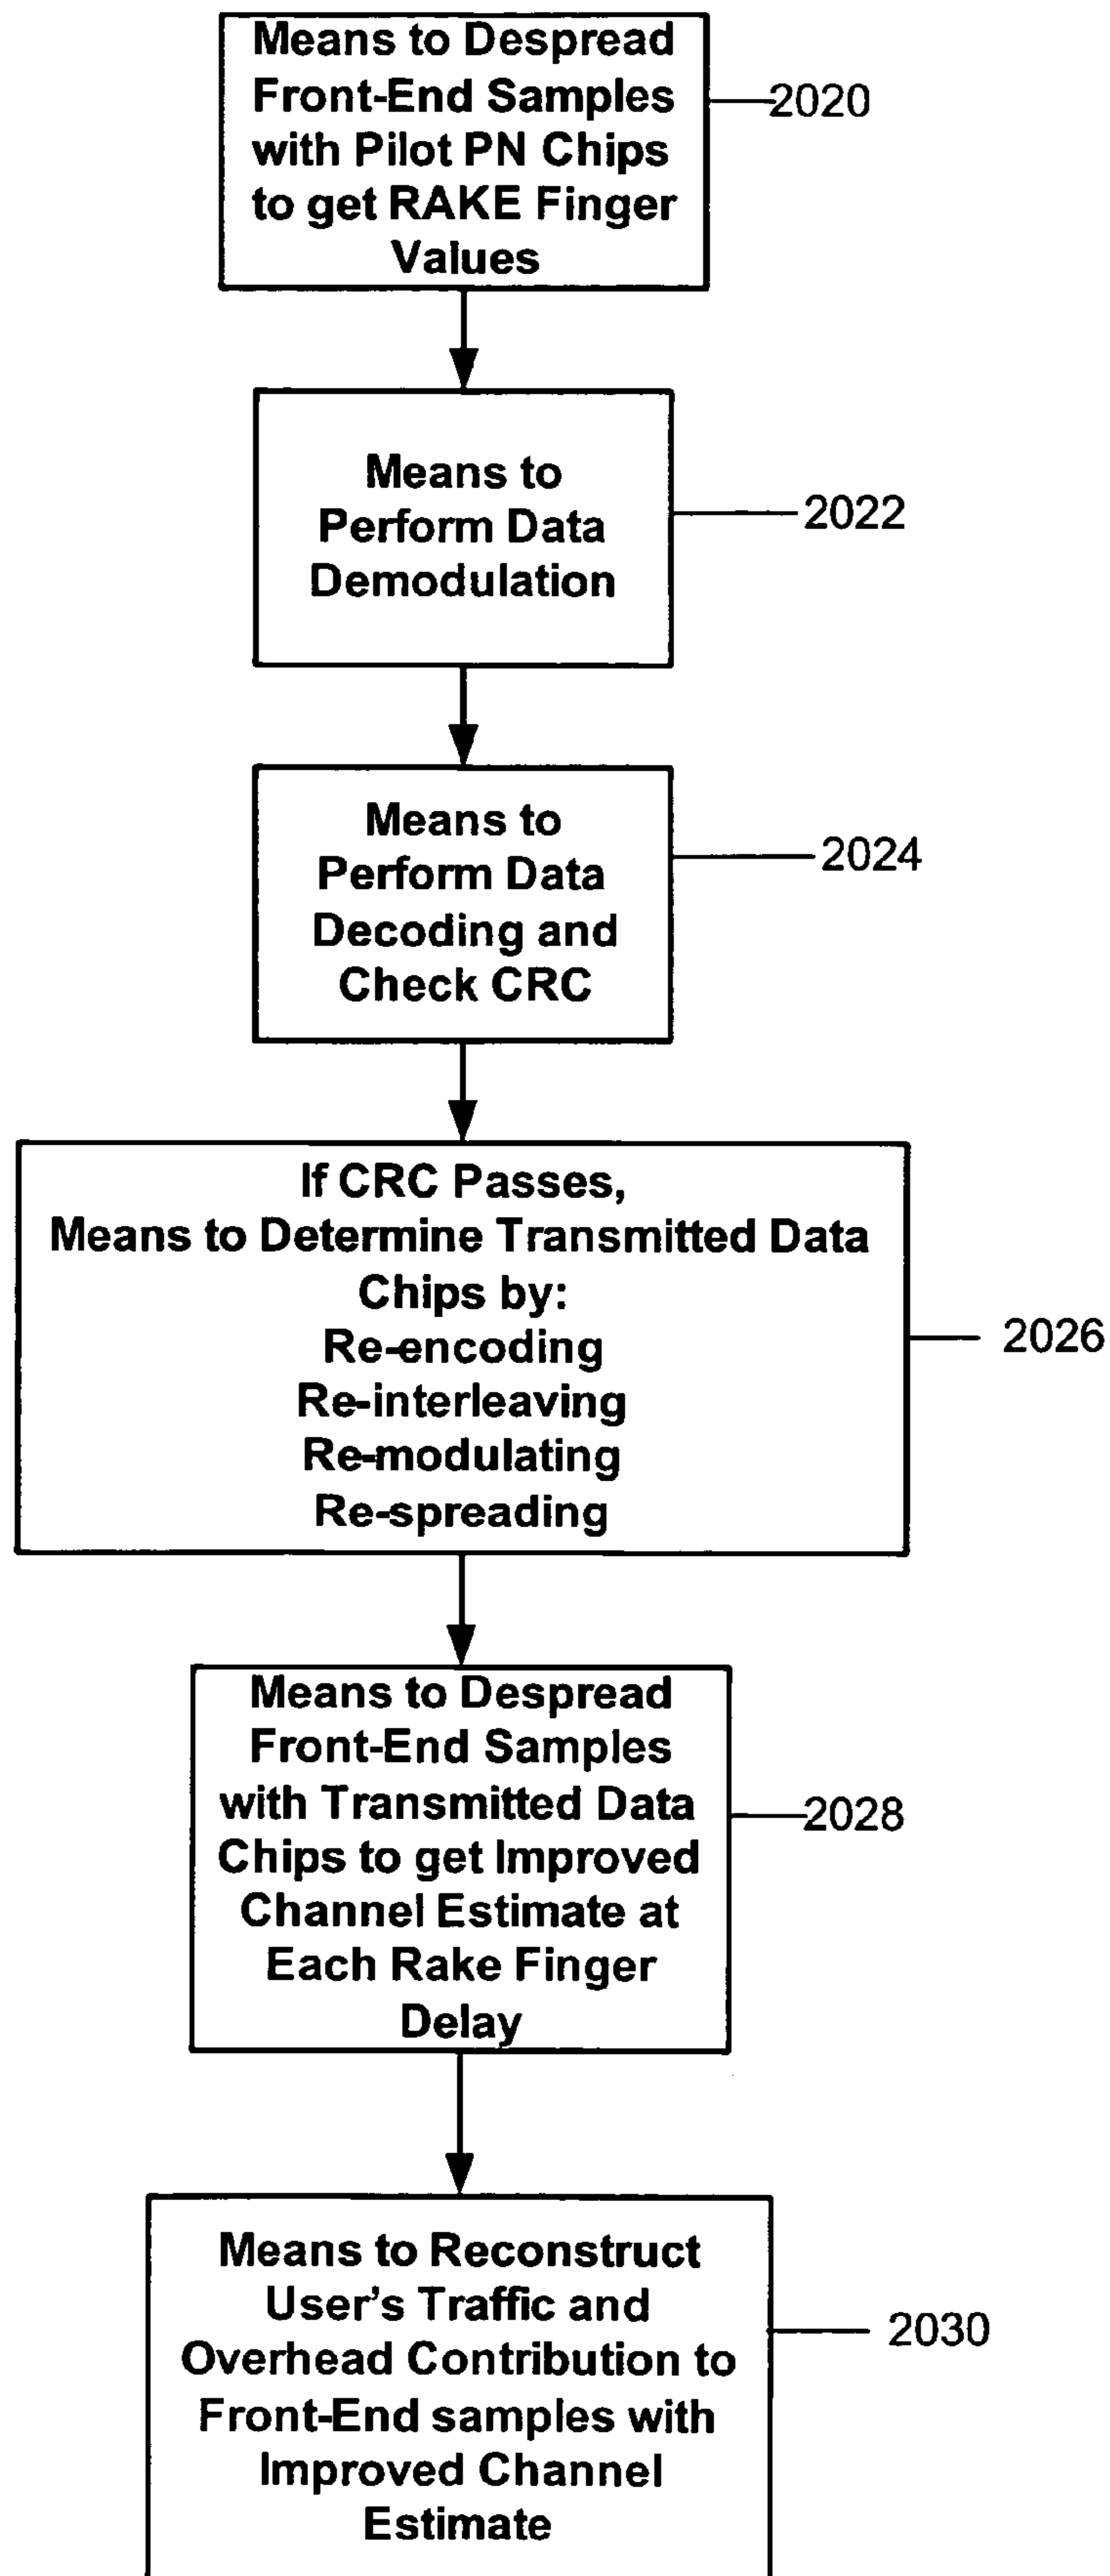 Means to Despread
Front-End Samples
with Pilot PN Chips
to get RAKE Finger
Values
2020
Means to
Perform Data
Demodulation
2022
Means to
Perform Data
Decoding and
Check CRC
2024
If CRC Passes,
Means to Determine Transmitted Data
Chips by:
Re-encoding
Re-interleaving
Re-modulating
Re-spreading
2026
Means to Despread
Front-End Samples
with Transmitted Data
Chips to get Improved
Channel Estimate at
Each Rake Finger
Delay
2028
Means to Reconstruct
User's Traffic and
Overhead Contribution to
Front-End samples with
Improved Channel
Estimate
2030